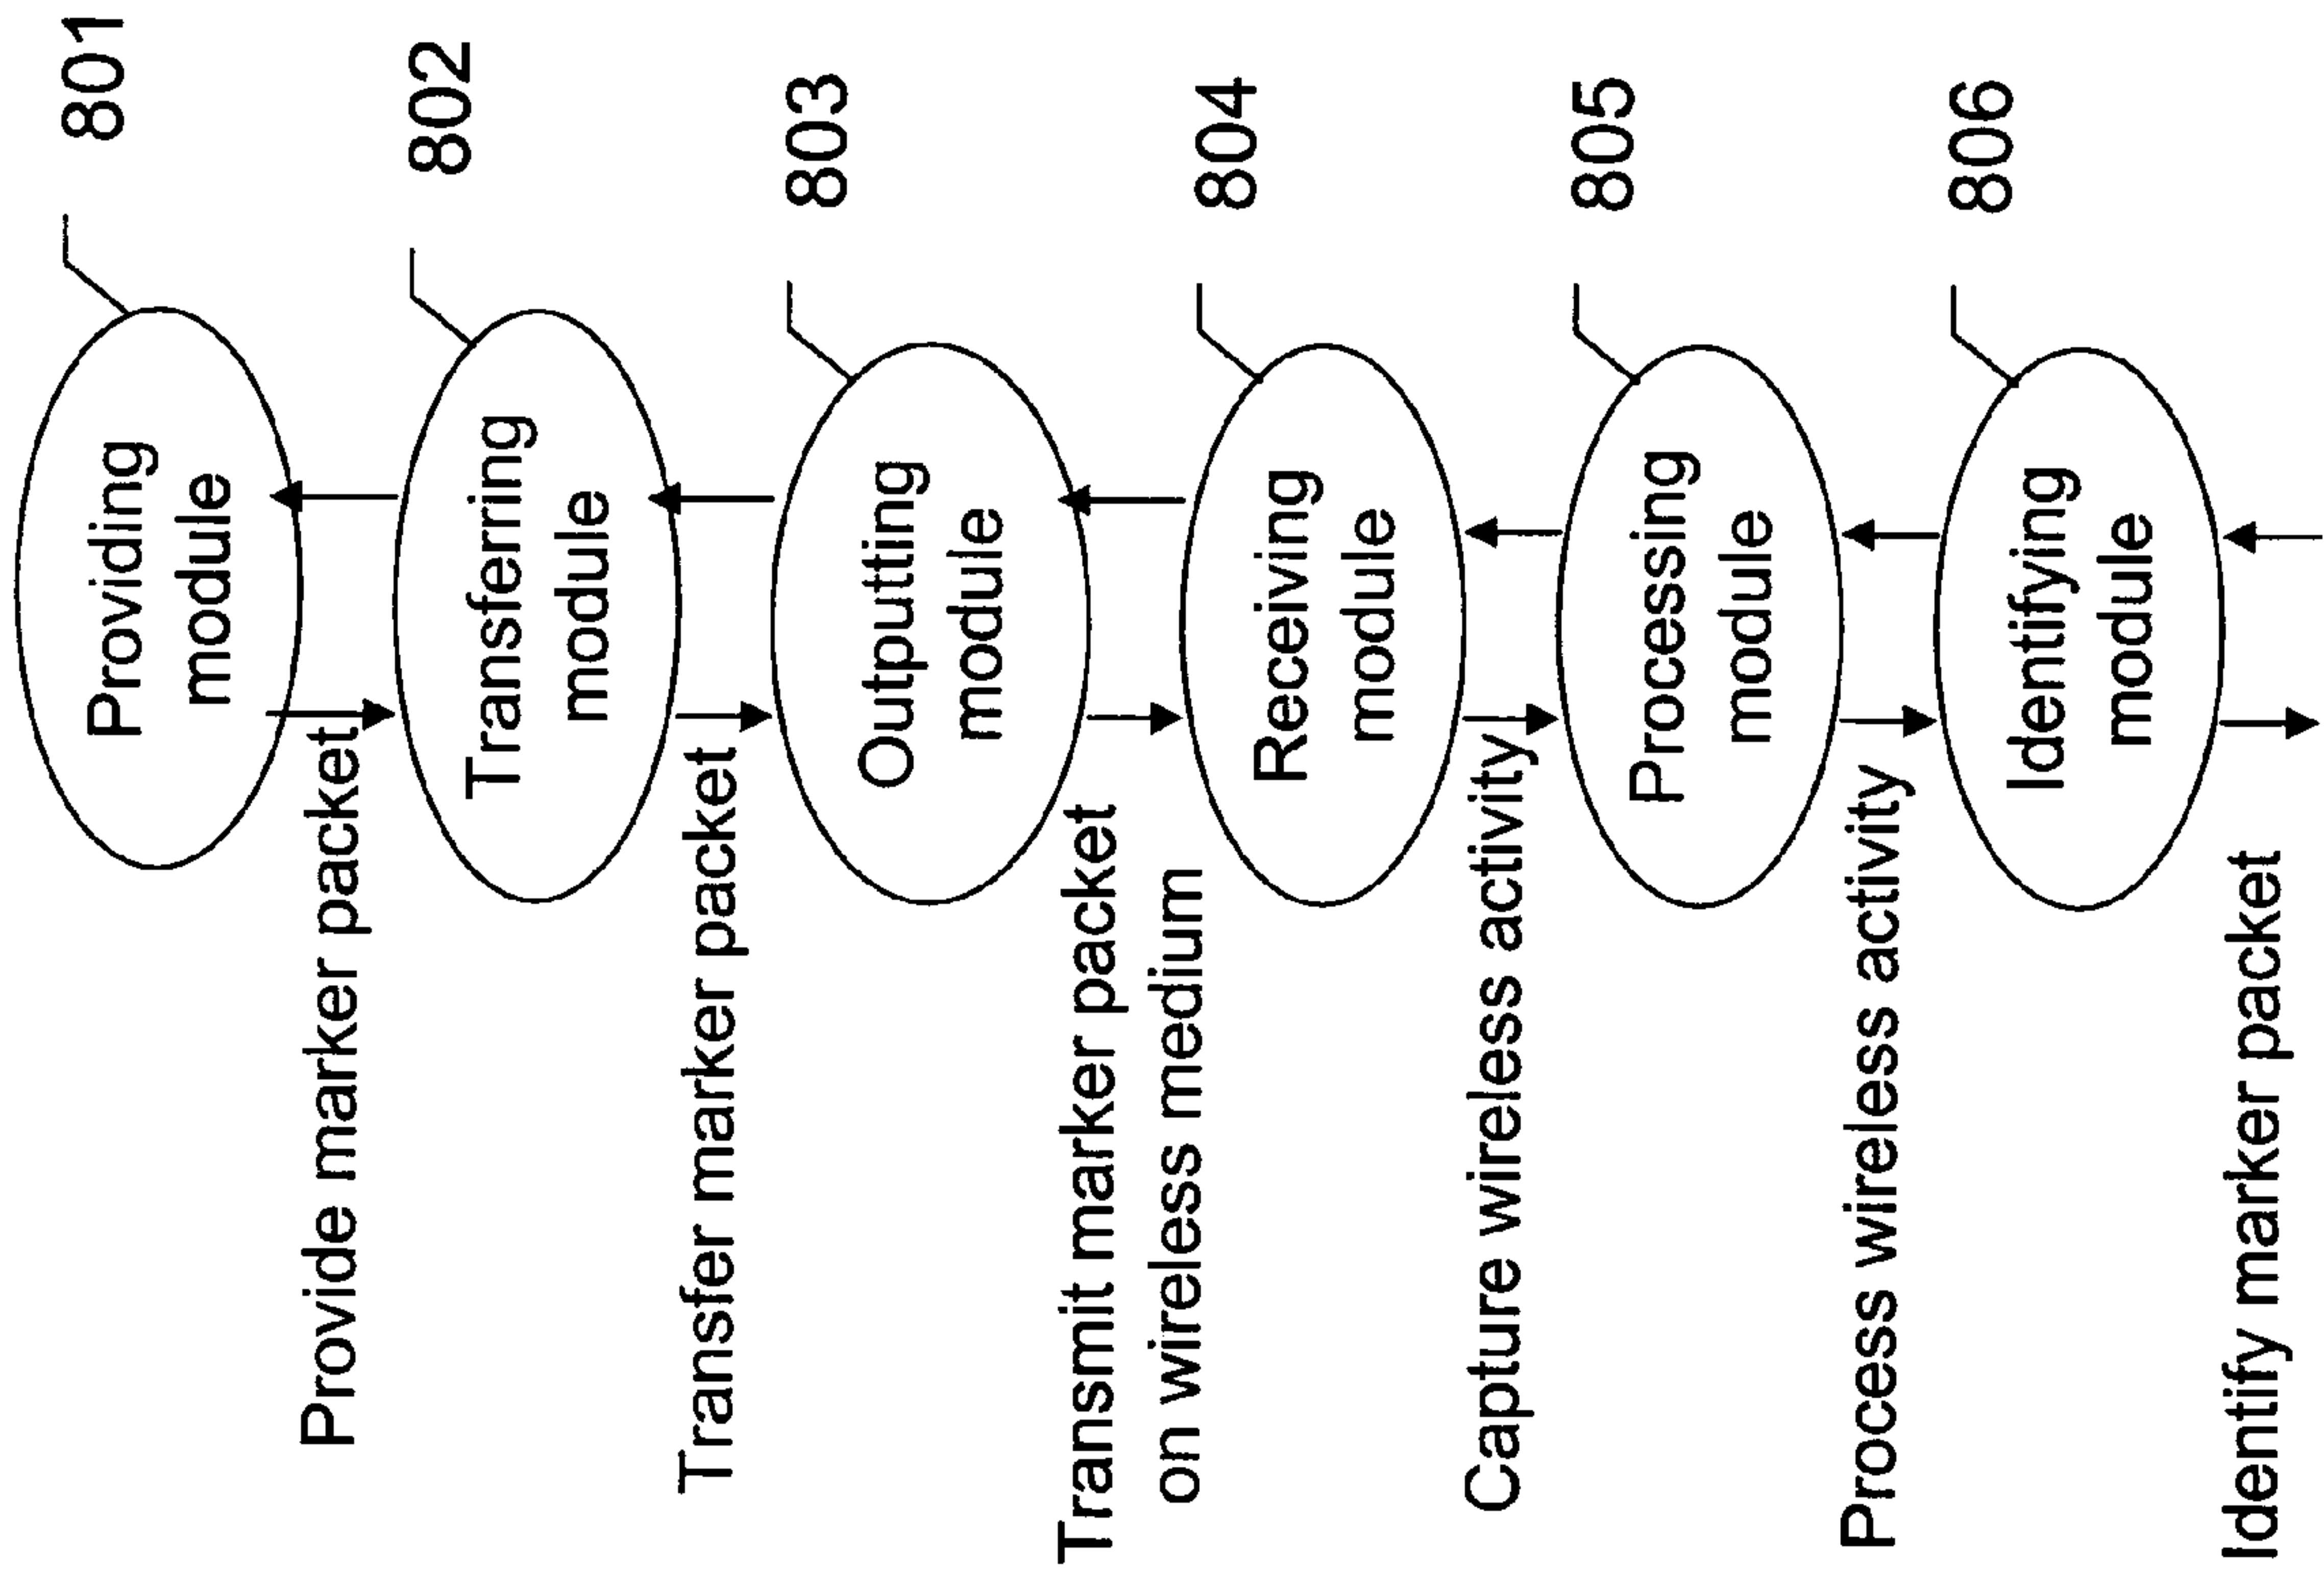 801
Providing
module
Provide marker packet
802
Transferring
module
Transfer marker packet
803
Outputting
module
Transmit marker packet
on wireless medium
804
Receiving
module
Capture wireless activity
805
Processing
module
Process wireless activity
806
Identifying
module
Identify marker packet